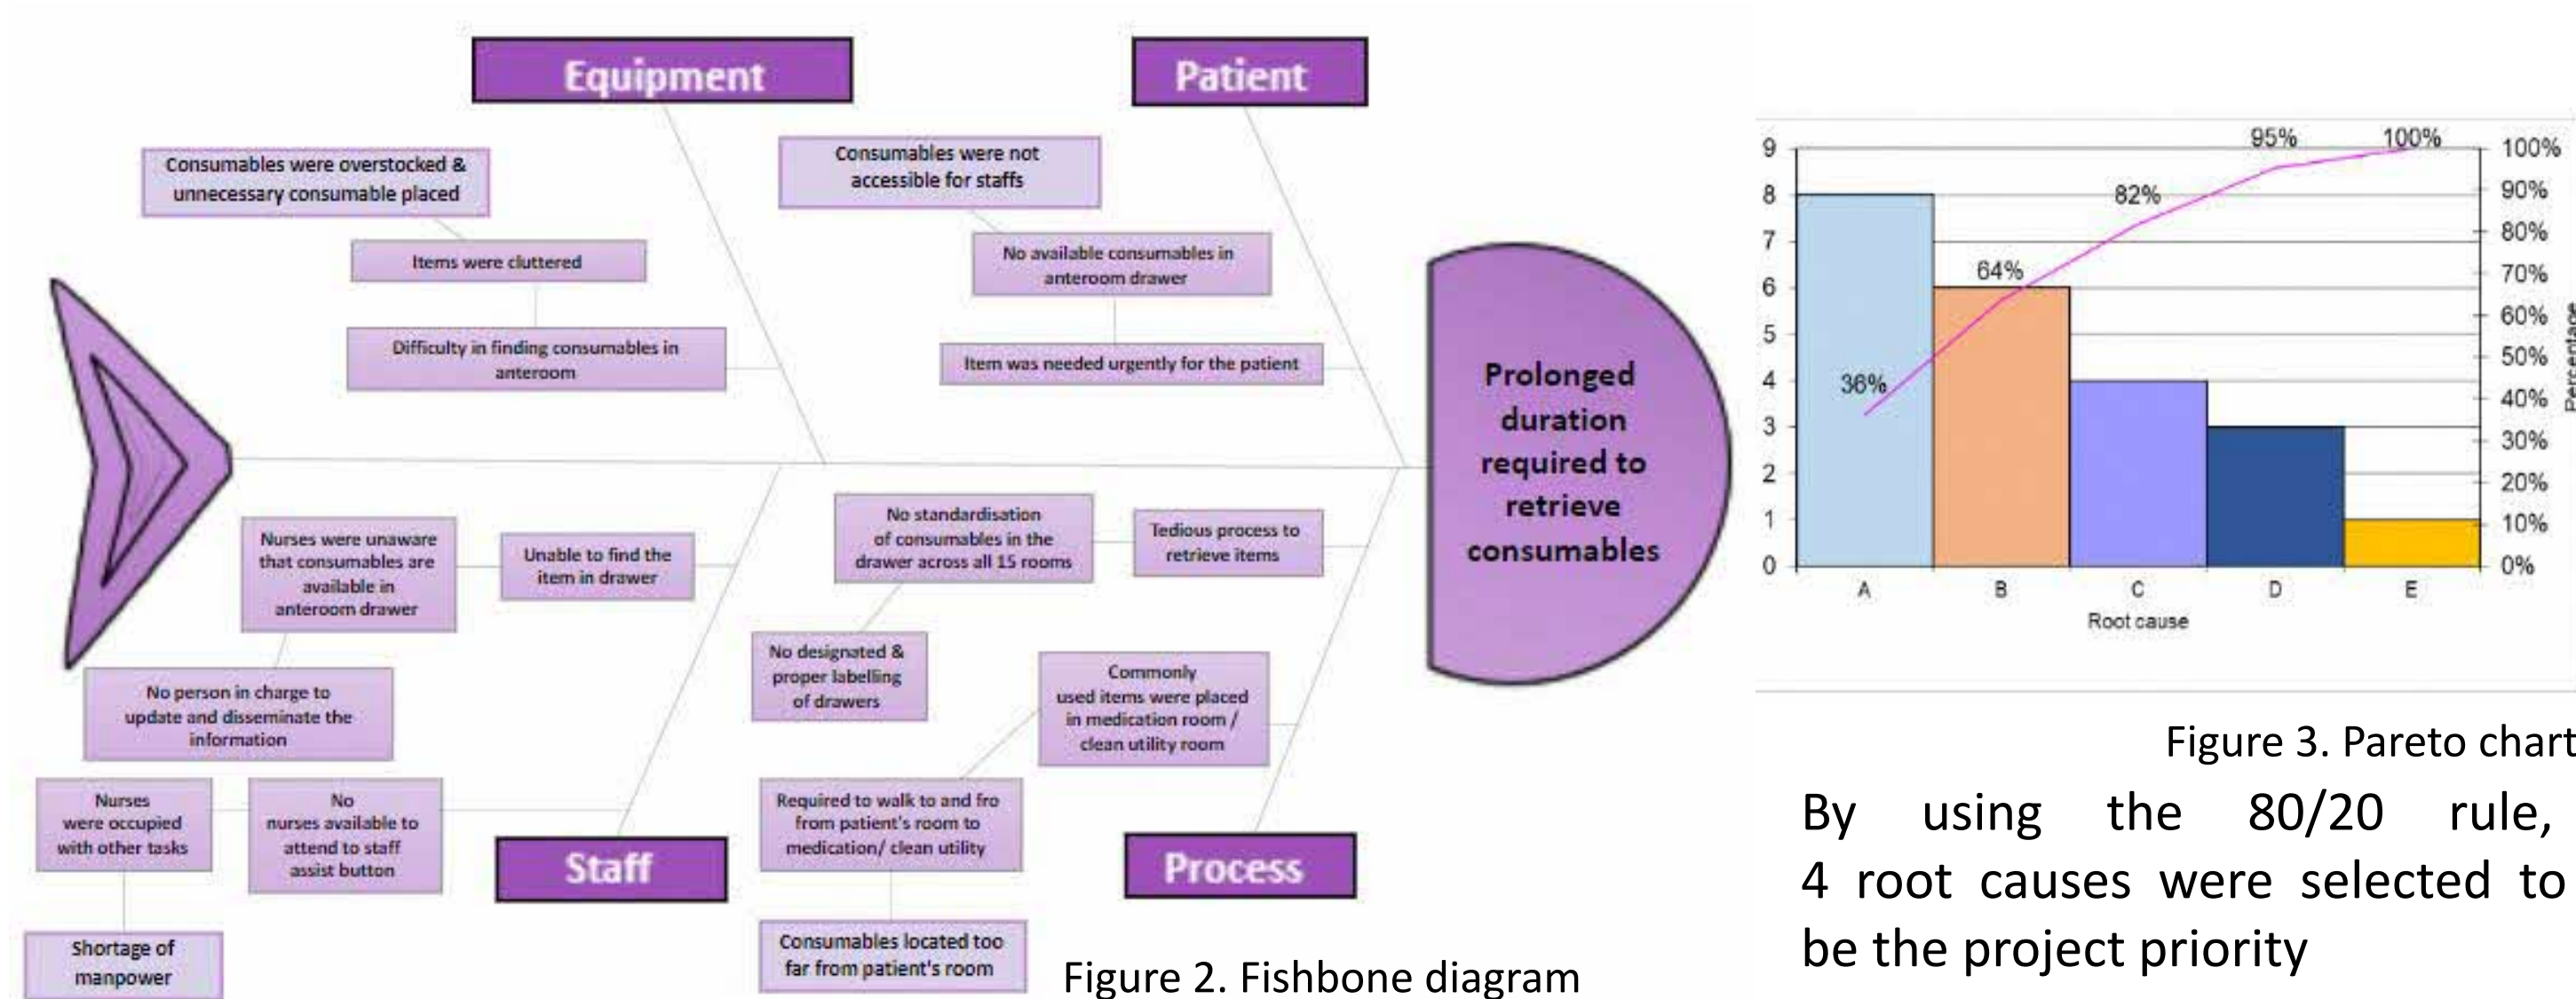 Equipment
Patient
Consumables were overstocked &
unnecessary consumable placed
Items were cluttered
Difficulty in finding consumables in
anteroom
Consumables were not
accessible for staffs
No available consumables in
anteroom drawer
Item was needed urgently for the patient
Prolonged
duration
required to
retrieve
consumables
Nurses were unaware
that consumables are
available in
anteroom drawer
Unable to find the
item in drawer
No person in charge to
update and disseminate the
information
Nurses
were occupied
with other tasks
No
nurses available to
attend to staff
assist button
Shortage of
manpower
Staff
No standardisation
of consumables in the
drawer across all 15 rooms
Tedious process to
retrieve items
No designated &
proper labelling
of drawers
Commonly
used items were placed
in medication room /
clean utility room
Required to walk to and fro
from patient's room to
medication/ clean utility
Consumables located too
far from patient's room
Process
Figure 2. Fishbone diagram
9
8
7
6
5
4
3
2
1
0
36%
64%
82%
95%
100%
100%
90%
80%
70%
60%
50%
40%
30%
20%
10%
0%
Percentage
A
B
C
D
E
Root cause
Figure 3. Pareto chart
By using the 80/20 rule,
4 root causes were selected to
be the project priority